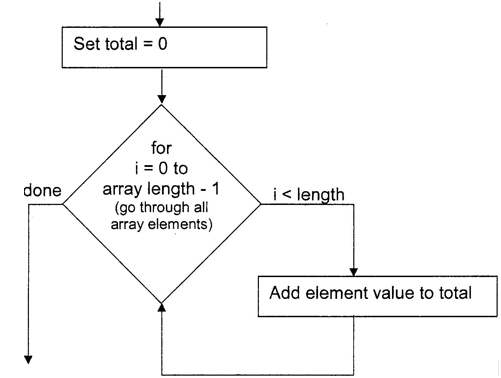 Set total = 0
for
i = 0 to
array length - 1
(go through all
array elements)
done
i < length
Add element value to total